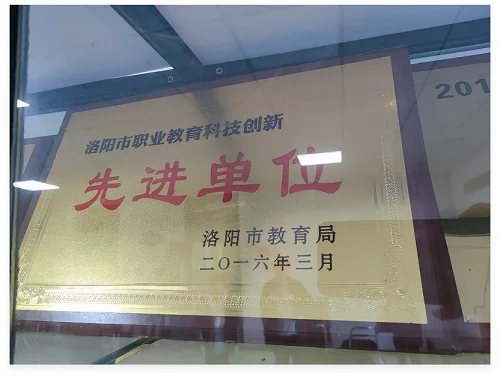 洛阳市职业教育科技创新
先进单位
洛阳市教育局
二〇一六年三月
201